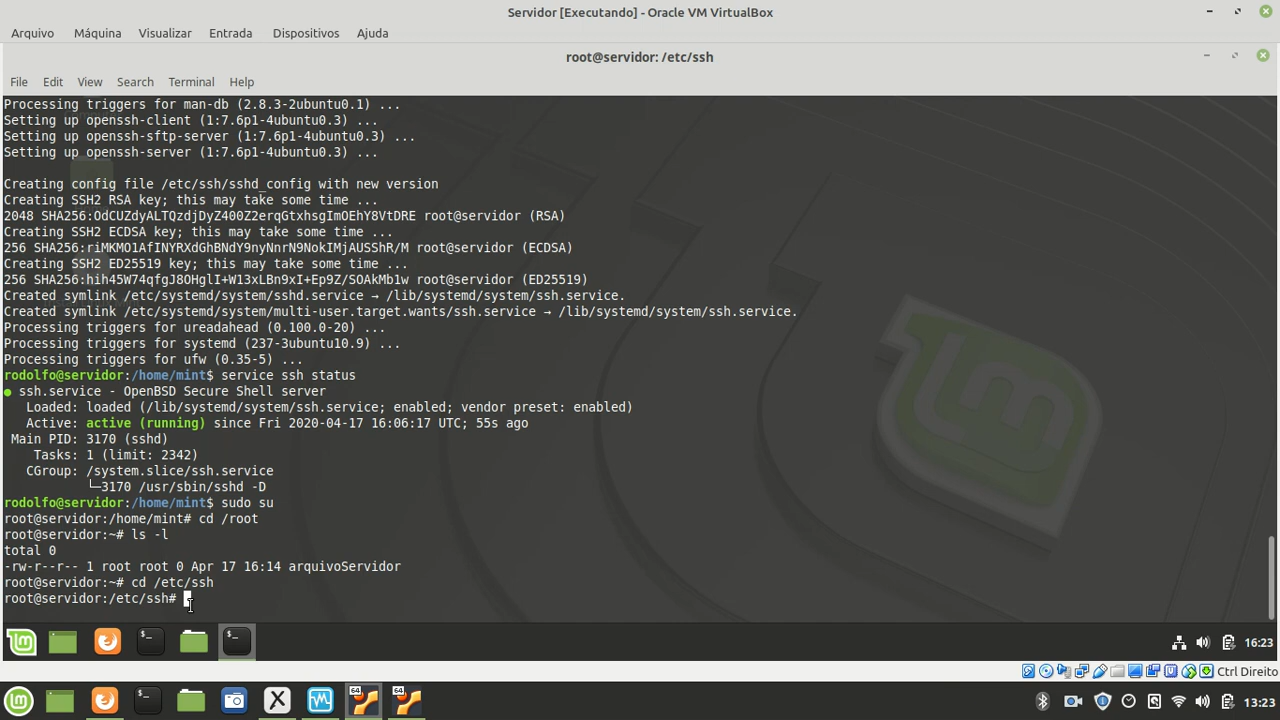 Servidor [Executando] - Oracle VM VirtualBox
Arquivo Máquina Visualizar Entrada Dispositivos Ajuda
root@servidor: /etc/ssh
File Edit View Search Terminal Help
Processing triggers for man-db (2.8.3-2ubuntu0.1) ...
Setting up openssh-client (1:7.6p1-4ubuntu0.3) ...
Setting up openssh-sftp-server (1:7.6p1-4ubuntu0.3) ...
Setting up openssh-server (1:7.6p1-4ubuntu0.3) ...
Creating config file /etc/ssh/sshd_config with new version
Creating SSH2 RSA key; this may take some time ...
2048 SHA256:OdCUZdyALTQzdjDyZ400Z2erqGtxhsgImOEhY8VtDRE root@servidor (RSA)
Creating SSH2 ECDSA key; this may take some time ...
256 SHA256:riMKMO1AfINYRXdGhBNdY9nyNnrN9NokIMjAUSShR/M root@servidor (ECDSA)
Creating SSH2 ED25519 key; this may take some time ...
256 SHA256:hih45W74qfgJ8OHglI+W13xLBn9xI+Ep9Z/SOAkMb1w root@servidor (ED25519)
Created symlink /etc/systemd/system/sshd.service → /lib/systemd/system/ssh.service.
Created symlink /etc/systemd/system/multi-user.target.wants/ssh.service → /lib/systemd/system/ssh.service.
Processing triggers for ureadahead (0.100.0-20) ...
Processing triggers for systemd (237-3ubuntu10.9) ...
Processing triggers for ufw (0.35-5) ...
rodolfo@servidor:/home/mint$ service ssh status
● ssh.service - OpenBSD Secure Shell server
Loaded: loaded (/lib/systemd/system/ssh.service; enabled; vendor preset: enabled)
Active: active (running) since Fri 2020-04-17 16:06:17 UTC; 55s ago
Main PID: 3170 (sshd)
Tasks: 1 (limit: 2342)
CGroup: /system.slice/ssh.service
└─3170 /usr/sbin/sshd -D
rodolfo@servidor:/home/mint$ sudo su
root@servidor:/home/mint# cd /root
root@servidor:~# ls -l
total 0
-rw-r--r-- 1 root root 0 Apr 17 16:14 arquivoServidor
root@servidor:~# cd /etc/ssh
root@servidor:/etc/ssh#
16:23
Ctrl Direito
64 64
13:23